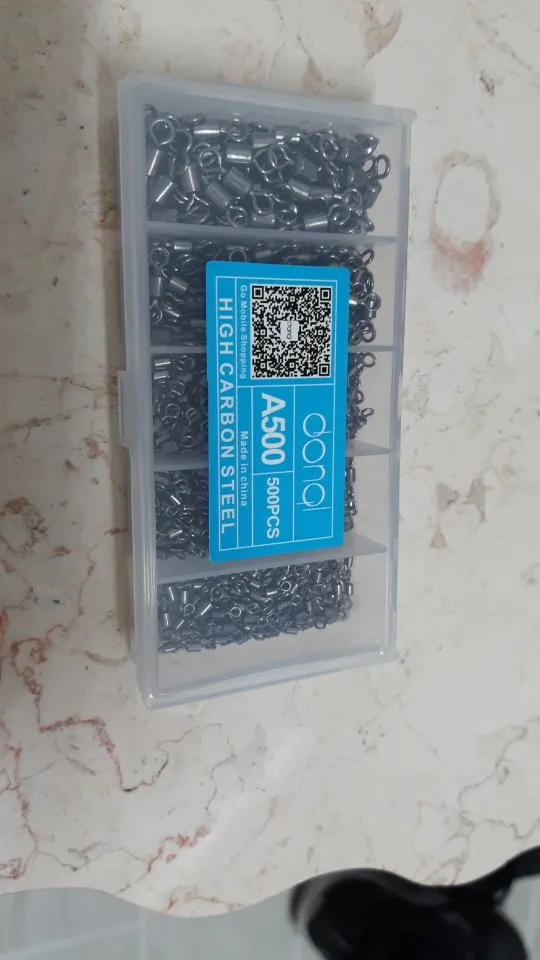 donql
A500 500PCS
Go Mobile Shopping
Made in china
HIGH CARBON STEEL